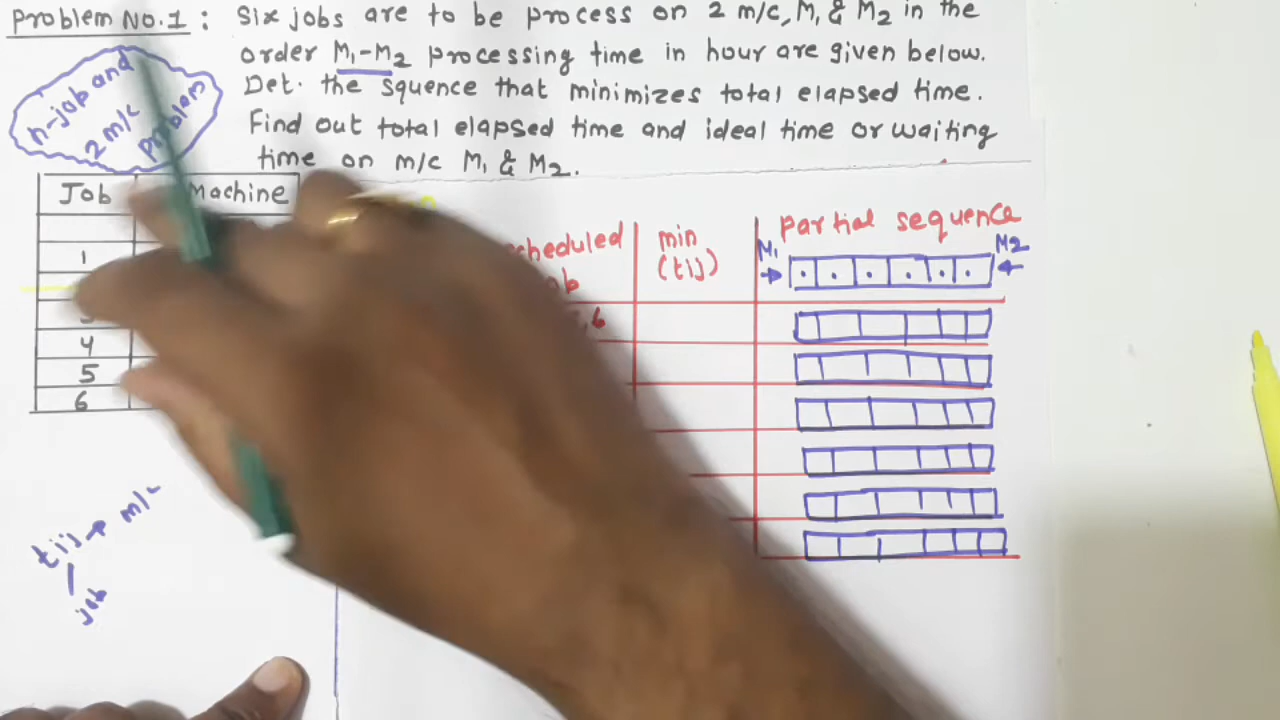 Problem No.1 : Six jobs are to be process on 2 m/c, M1 & M2 in the
order M1-M2 processing time in hour are given below.
Det. the squence that minimizes total elapsed time.
Find out total elapsed time and ideal time or waiting
time on m/c M1 & M2.
n-job and
2 m/c
problem
Job Machine
1
3
4
5
6
min
(tij)
partial sequence
M1
M2
6
tij → m/c
job